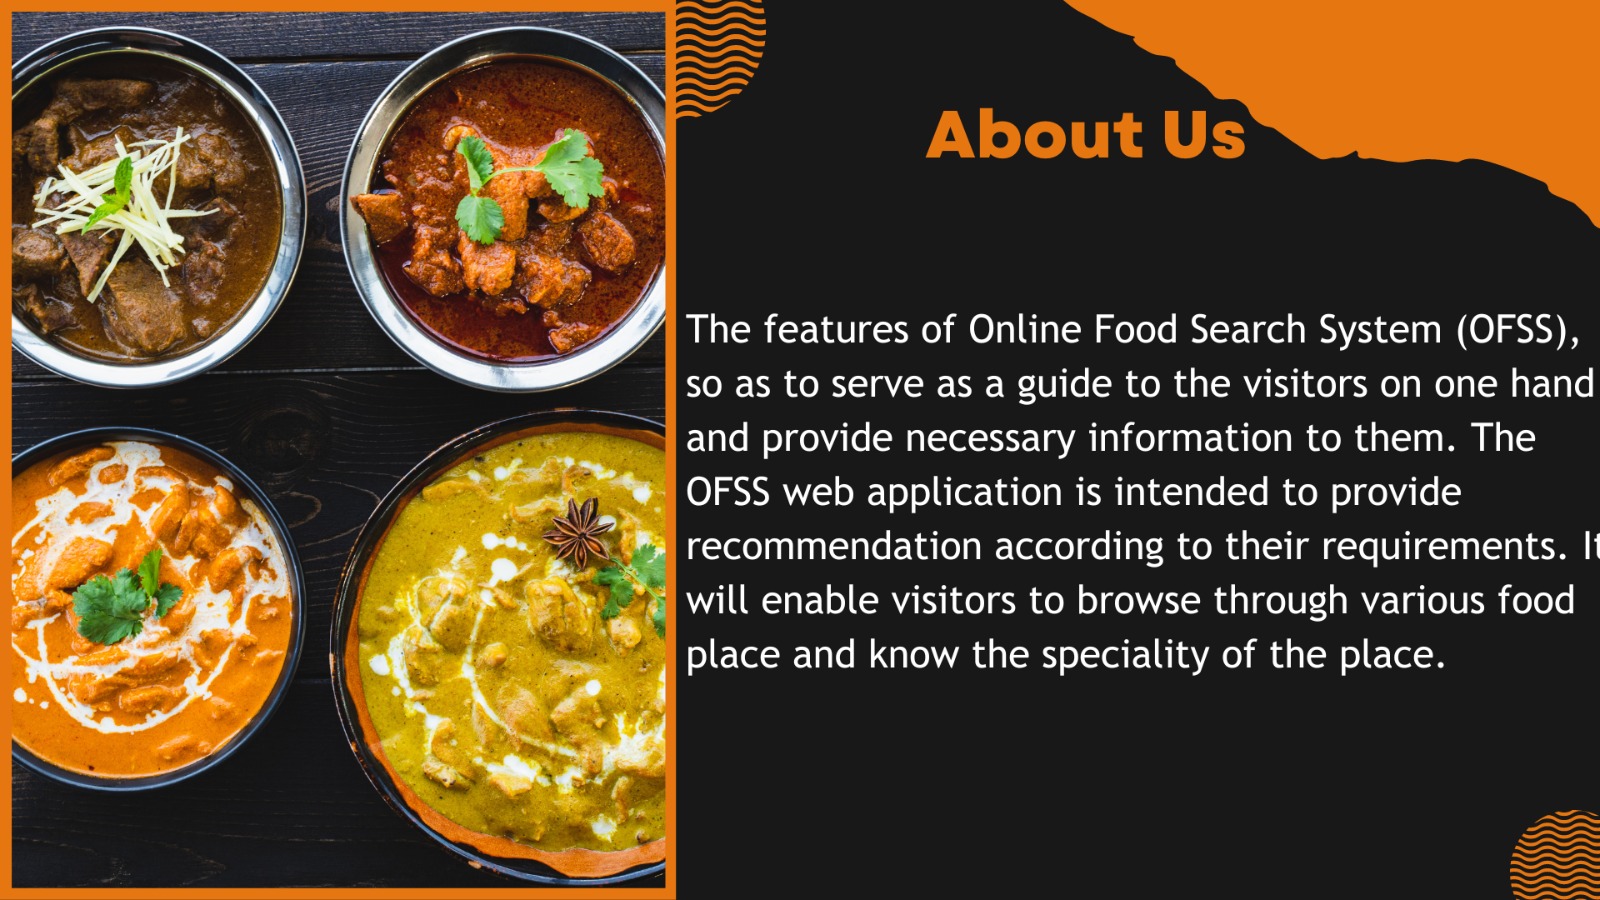 About Us
The features of Online Food Search System (OFSS),
so as to serve as a guide to the visitors on one hand
and provide necessary information to them. The
OFSS web application is intended to provide
recommendation according to their requirements. It
will enable visitors to browse through various food
place and know the speciality of the place.